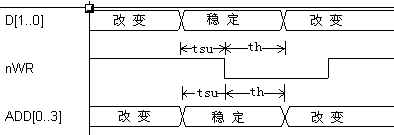 D[1..0] 改变 稳定 改变
tsu th
nWR
tsu th
ADD[0..3] 改变 稳定 改变